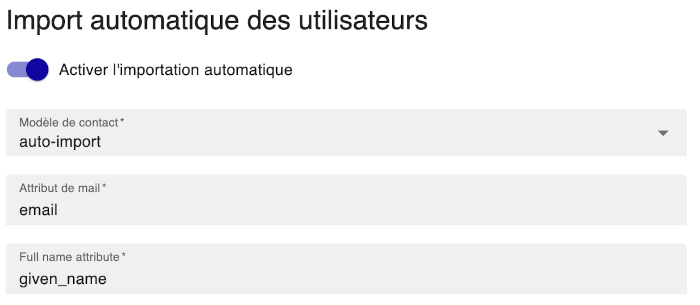 Import automatique des utilisateurs
Activer l'importation automatique
Modèle de contact *
auto-import
Attribut de mail *
email
Full name attribute *
given_name